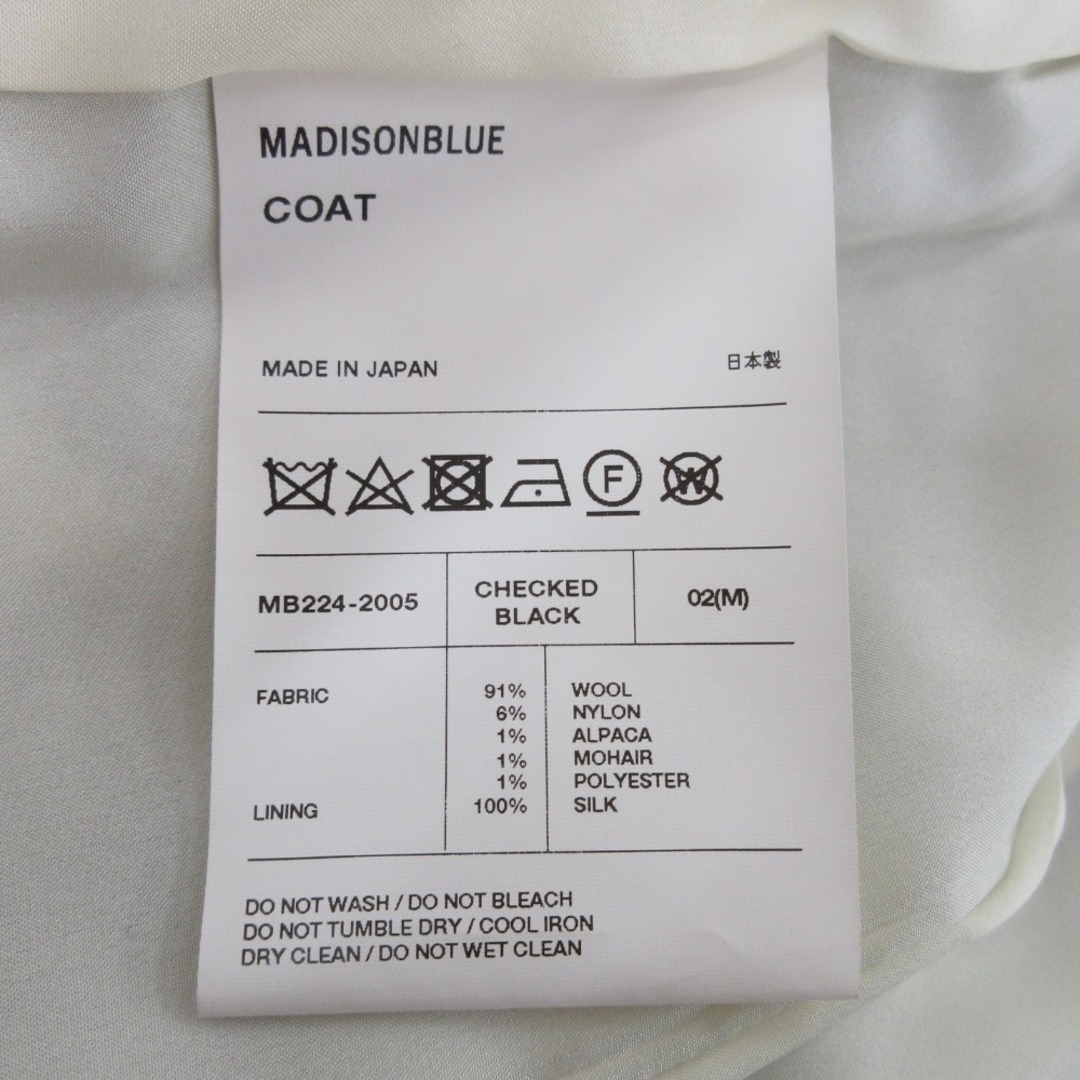 MADISONBLUE
COAT
MADE IN JAPAN 日本製
F W
MB224-2005 CHECKED BLACK 02(M)
FABRIC 91% WOOL
6% NYLON
1% ALPACA
1% MOHAIR
1% POLYESTER
LINING 100% SILK
DO NOT WASH / DO NOT BLEACH
DO NOT TUMBLE DRY / COOL IRON
DRY CLEAN / DO NOT WET CLEAN